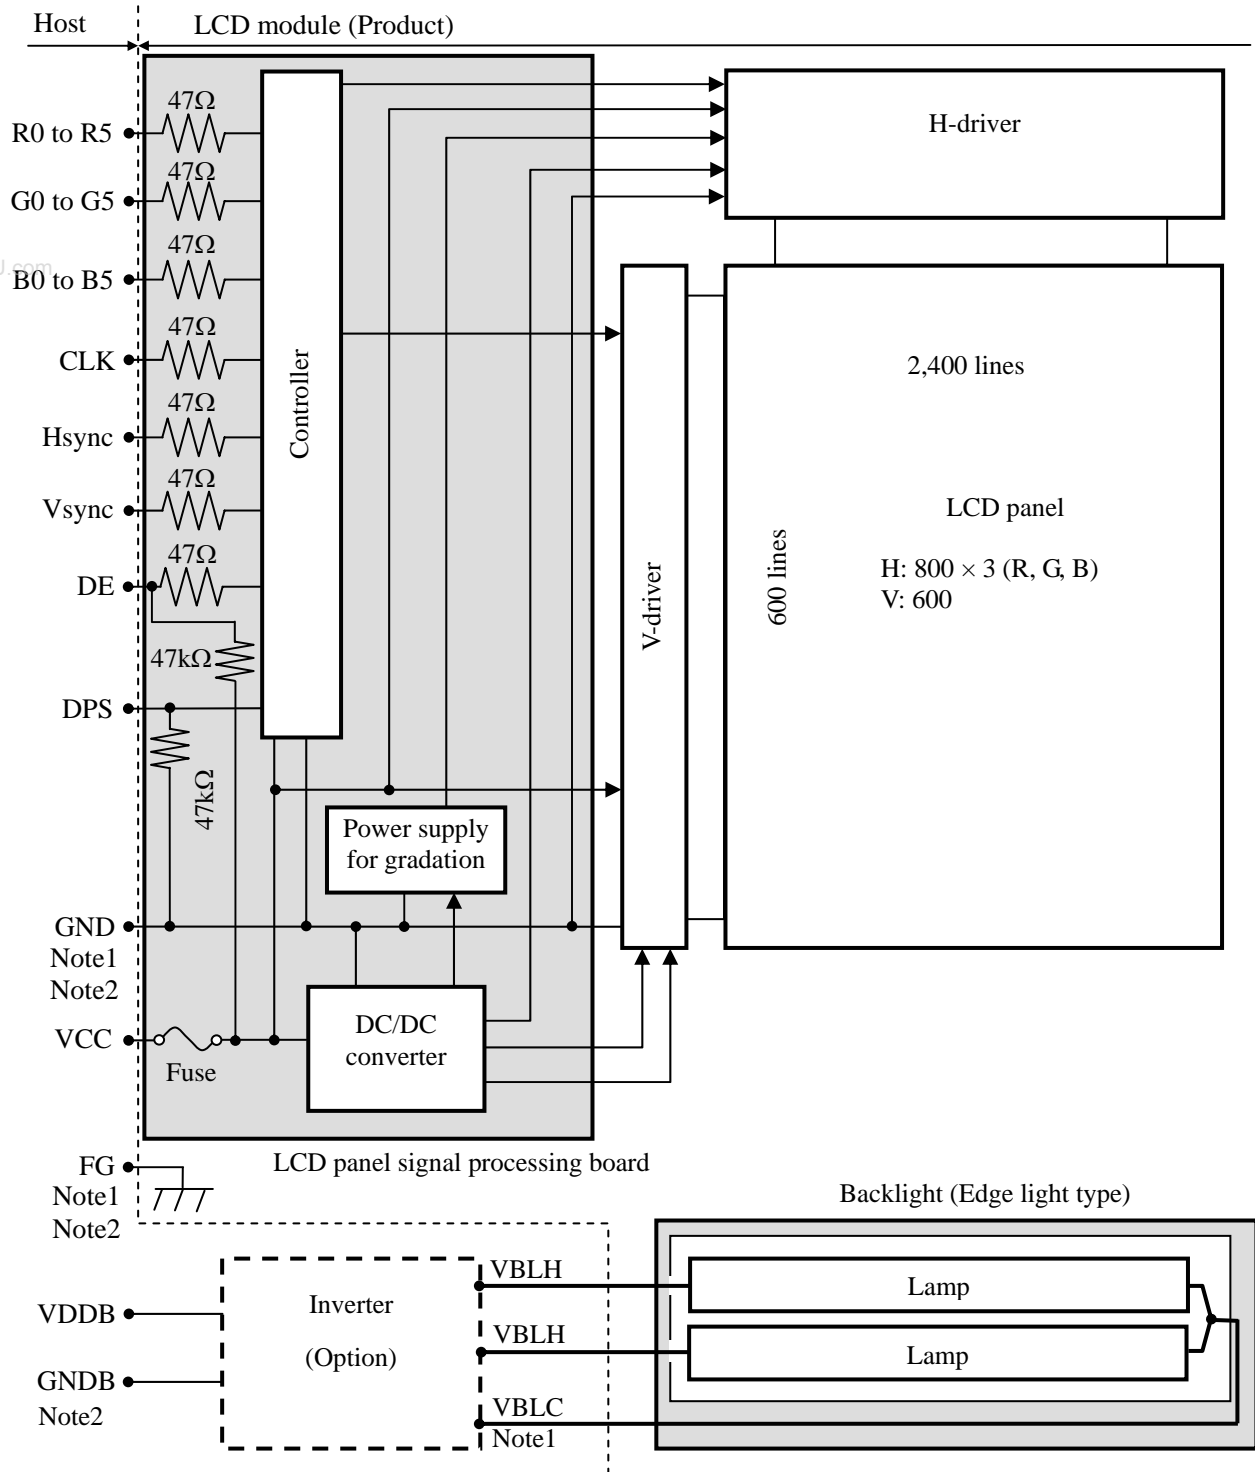 Host
LCD module (Product)
47Ω
R0 to R5
47Ω
G0 to G5
47Ω
B0 to B5
47Ω
CLK
47Ω
Hsync
47Ω
Vsync
47Ω
DE
47kΩ
DPS
47kΩ
Controller
H-driver
V-driver
2,400 lines
600 lines
LCD panel
H: 800 × 3 (R, G, B)
V: 600
Power supply
for gradation
GND
Note1
Note2
VCC
Fuse
DC/DC
converter
FG
Note1
Note2
LCD panel signal processing board
Backlight (Edge light type)
VDDB
GNDB
Note2
Inverter
(Option)
VBLH
VBLH
VBLC
Note1
Lamp
Lamp